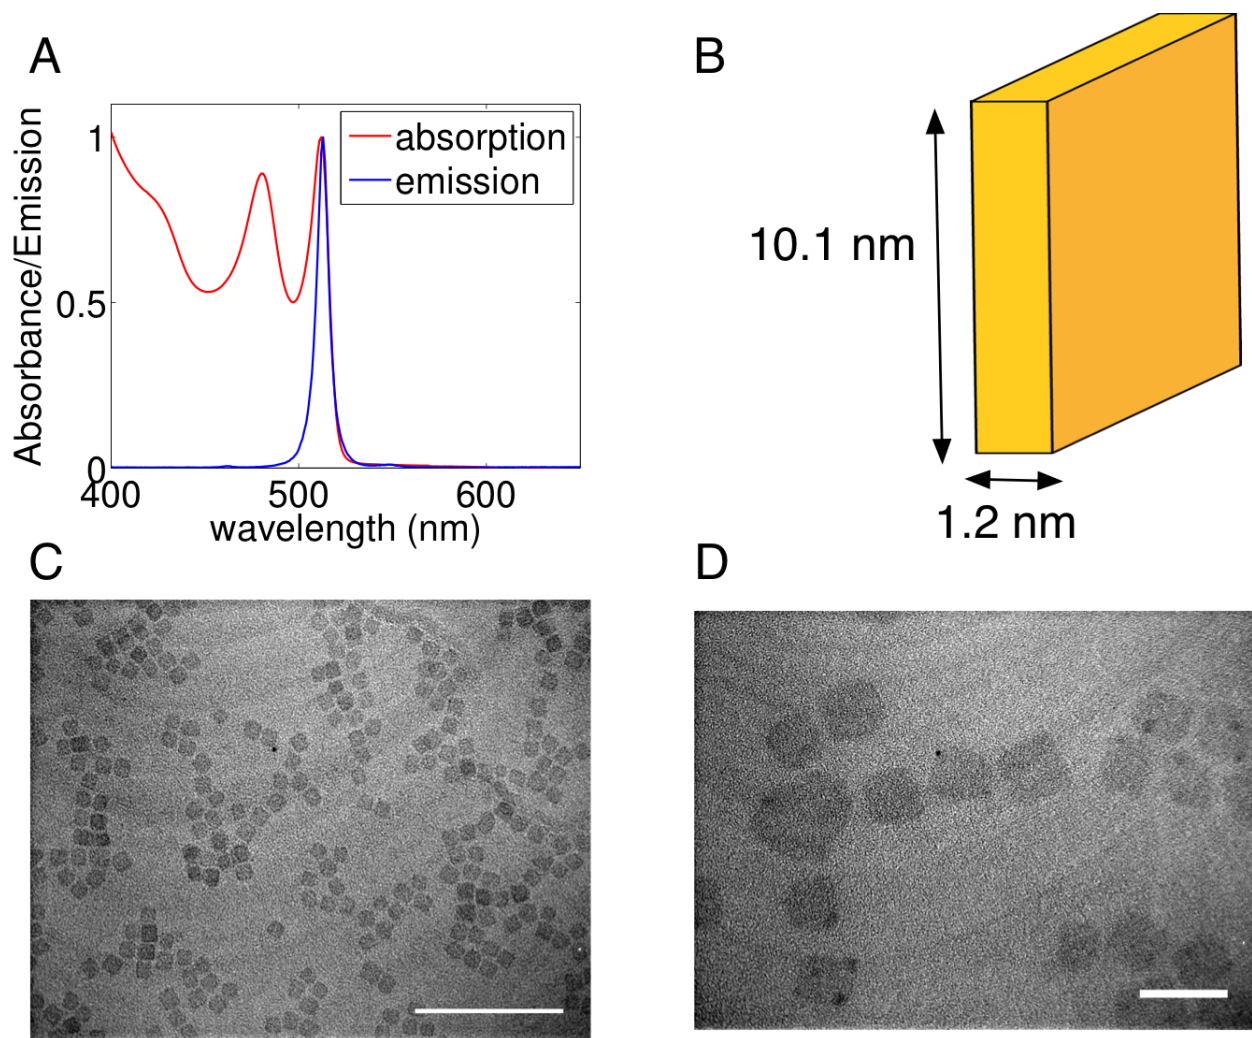 A
Absorbance/Emission
1
0.5
0
absorption
emission
400
500
600
wavelength (nm)
B
10.1 nm
1.2 nm
C
D